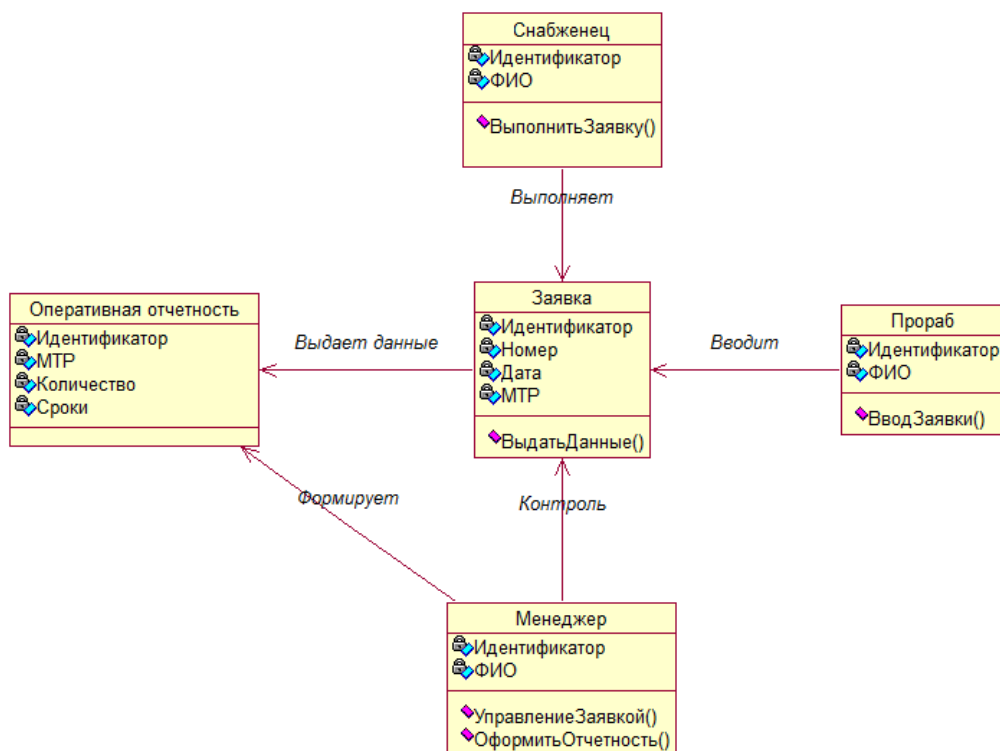 Снабженец
Идентификатор
ФИО
ВыполнитьЗаявку()
Выполняет
Оперативная отчетность
Идентификатор
МТР
Количество
Сроки
Выдает данные
Заявка
Идентификатор
Номер
Дата
МТР
ВыдатьДанные()
Вводит
Прораб
Идентификатор
ФИО
ВводЗаявки()
Формирует
Контроль
Менеджер
Идентификатор
ФИО
УправлениеЗаявкой()
ОформитьОтчетность()